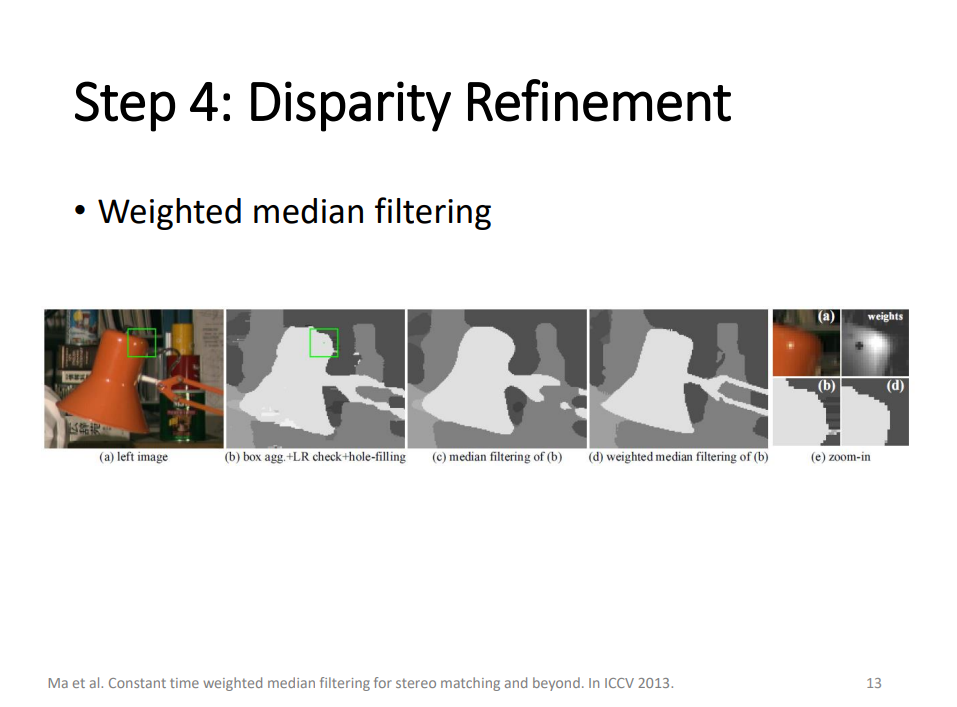 Step 4: Disparity Refinement
• Weighted median filtering
(a)
weights
(b)
(d)
(a) left image
(b) box agg.+LR check+hole-filling
(c) median filtering of (b)
(d) weighted median filtering of (b)
(e) zoom-in
Ma et al. Constant time weighted median filtering for stereo matching and beyond. In ICCV 2013.
13